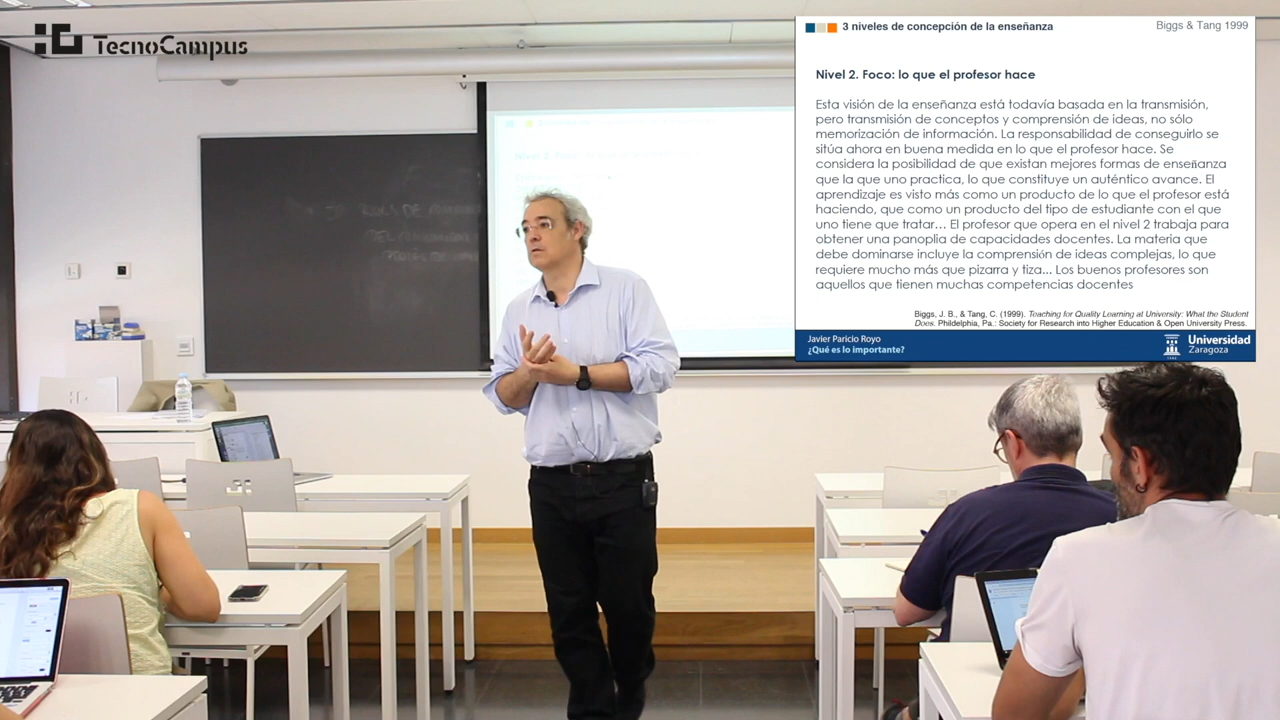 TecnoCampus
3 niveles de concepción de la enseñanza
Biggs & Tang 1999
Nivel 2. Foco: lo que el profesor hace
Esta visión de la enseñanza está todavía basada en la transmisión,
pero transmisión de conceptos y comprensión de ideas, no sólo
memorización de información. La responsabilidad de conseguirlo se
sitúa ahora en buena medida en lo que el profesor hace. Se
considera la posibilidad de que existan mejores formas de enseñanza
que la que uno practica, lo que constituye un auténtico avance. El
aprendizaje es visto más como un producto de lo que el profesor está
haciendo, que como un producto del tipo de estudiante con el que
uno tiene que tratar... El profesor que opera en el nivel 2 trabaja para
obtener una panoplia de capacidades docentes. La materia que
debe dominarse incluye la comprensión de ideas complejas, lo que
requiere mucho más que pizarra y tiza... Los buenos profesores son
aquellos que tienen muchas competencias docentes
Biggs, J. B., & Tang, C. (1999). Teaching for Quality Learning at University: What the Student
Does. Phildelphia, Pa.: Society for Research into Higher Education & Open University Press.
Javier Paricio Royo
¿Qué es lo importante?
Universidad
Zaragoza